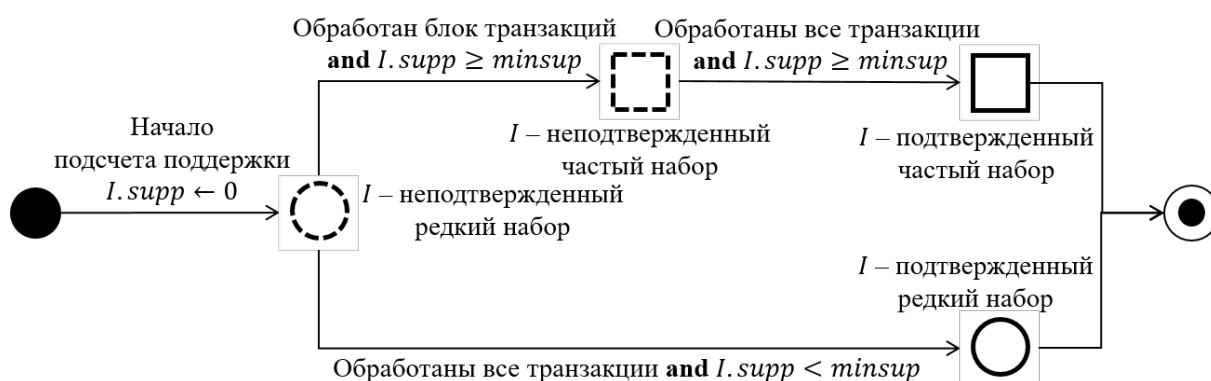 Обработан блок транзакций
and I.supp ≥ minsup
Обработаны все транзакции
and I.supp ≥ minsup
Начало
подсчета поддержки
I.supp ← 0
I – неподтвержденный
частый набор
I – подтвержденный
частый набор
I – неподтвержденный
редкий набор
I – подтвержденный
редкий набор
Обработаны все транзакции and I.supp < minsup